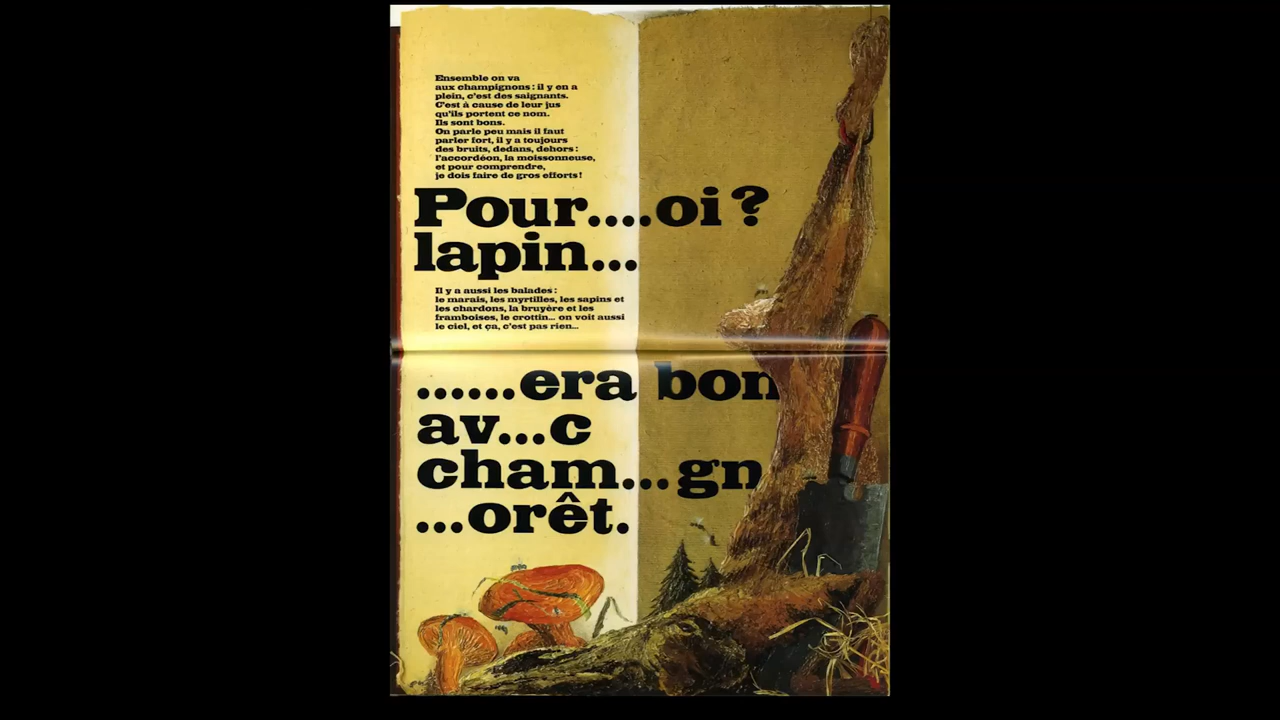 Ensemble on va
aux champignons : il y en a
plein, c'est des saignants.
C'est à cause de leur jus
qu'ils portent ce nom.
Ils sont bons.
On parle peu mais il faut
parler fort, il y a toujours
des bruits, dedans, dehors :
l'accordéon, la moissonneuse,
et pour comprendre,
je dois faire de gros efforts !
Pour....oi ?
lapin...
Il y a aussi les balades :
le marais, les myrtilles, les sapins et
les chardons, la bruyère et les
framboises, le crottin... on voit aussi
le ciel, et ça, c'est pas rien...
......era bon
av...c
cham...gn
...orêt.